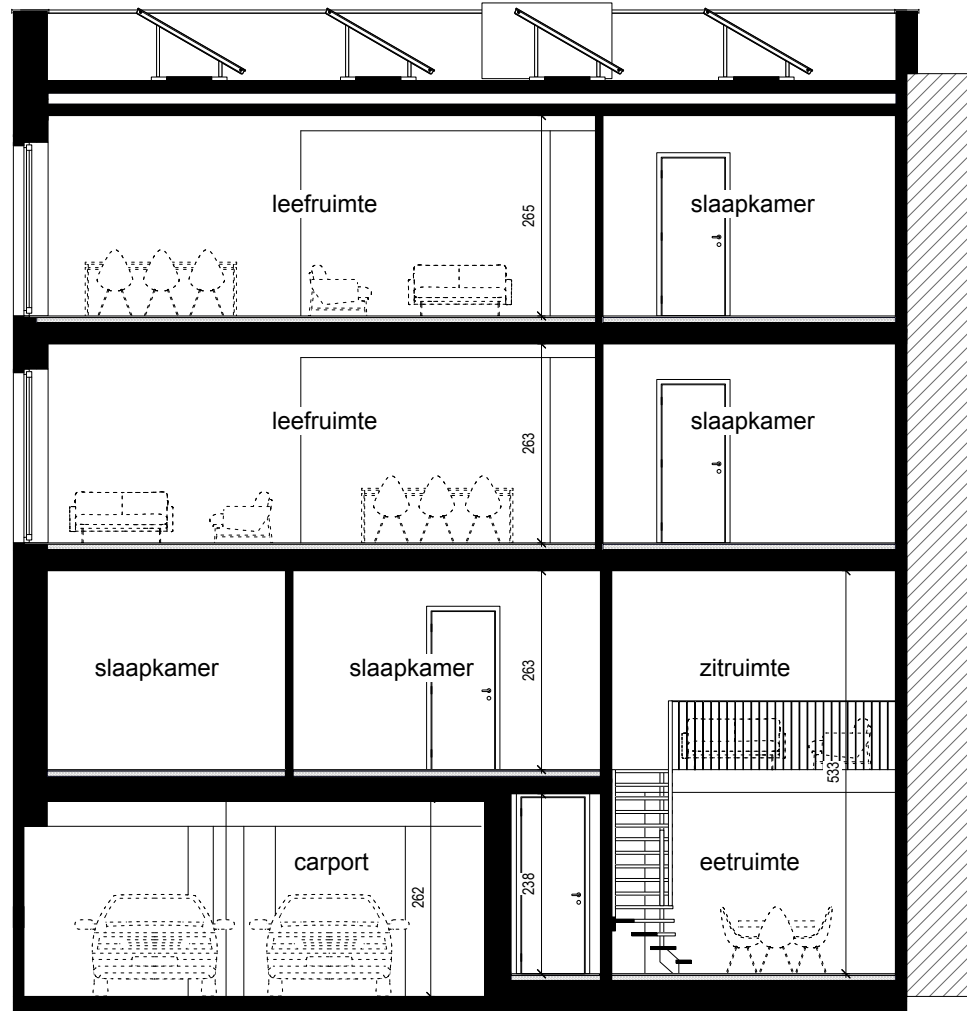 leefruimte
265
slaapkamer
leefruimte
263
slaapkamer
slaapkamer
slaapkamer
263
zitruimte
533
carport
262
238
eetruimte